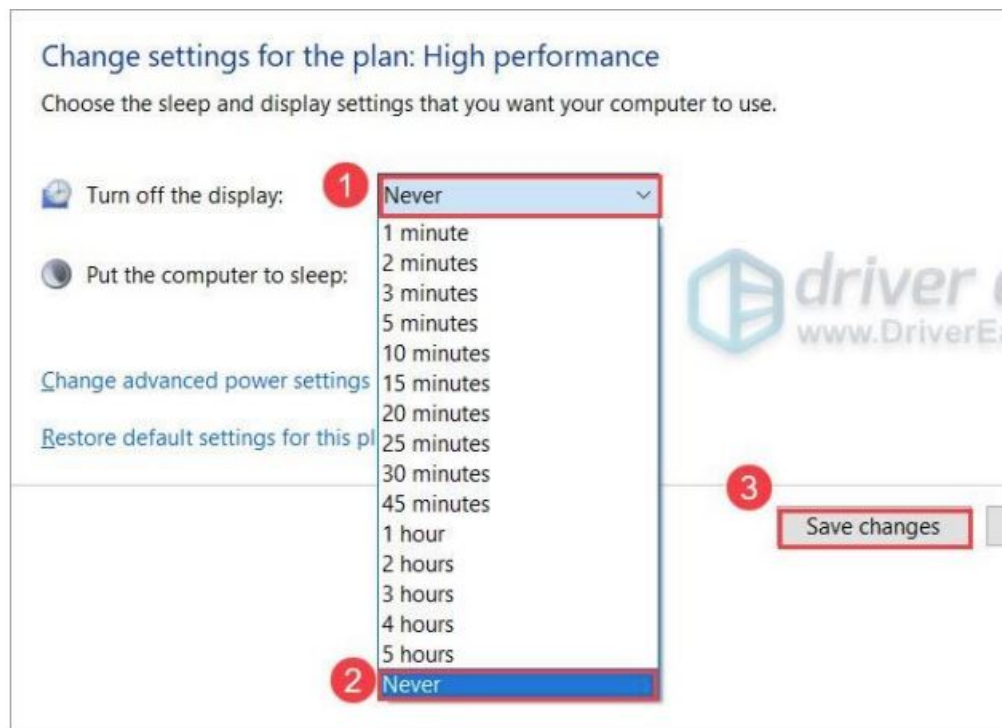 Change settings for the plan: High performance
Choose the sleep and display settings that you want your computer to use.
Turn off the display:
1
Never
1 minute
2 minutes
Put the computer to sleep:
3 minutes
5 minutes
10 minutes
Change advanced power settings
15 minutes
20 minutes
Restore default settings for this pl
25 minutes
30 minutes
45 minutes
1 hour
2 hours
3 hours
4 hours
5 hours
2
Never
driver
www.DriverEa
3
Save changes